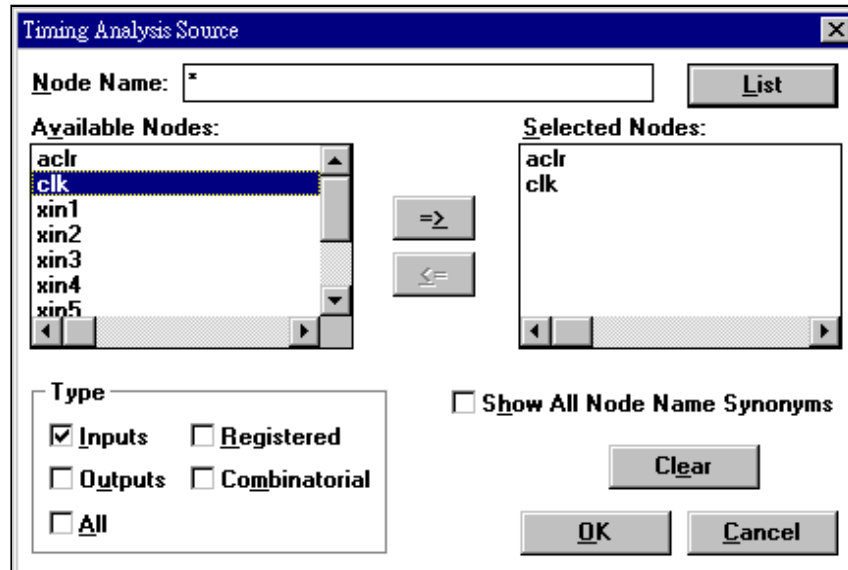 Timing Analysis Source
Node Name: *
List
Available Nodes:
aclr
clk
xin1
xin2
xin3
xin4
xin5
=>
<=
Selected Nodes:
aclr
clk
Type
Inputs Registered
Outputs Combinatorial
All
Show All Node Name Synonyms
Clear
OK Cancel